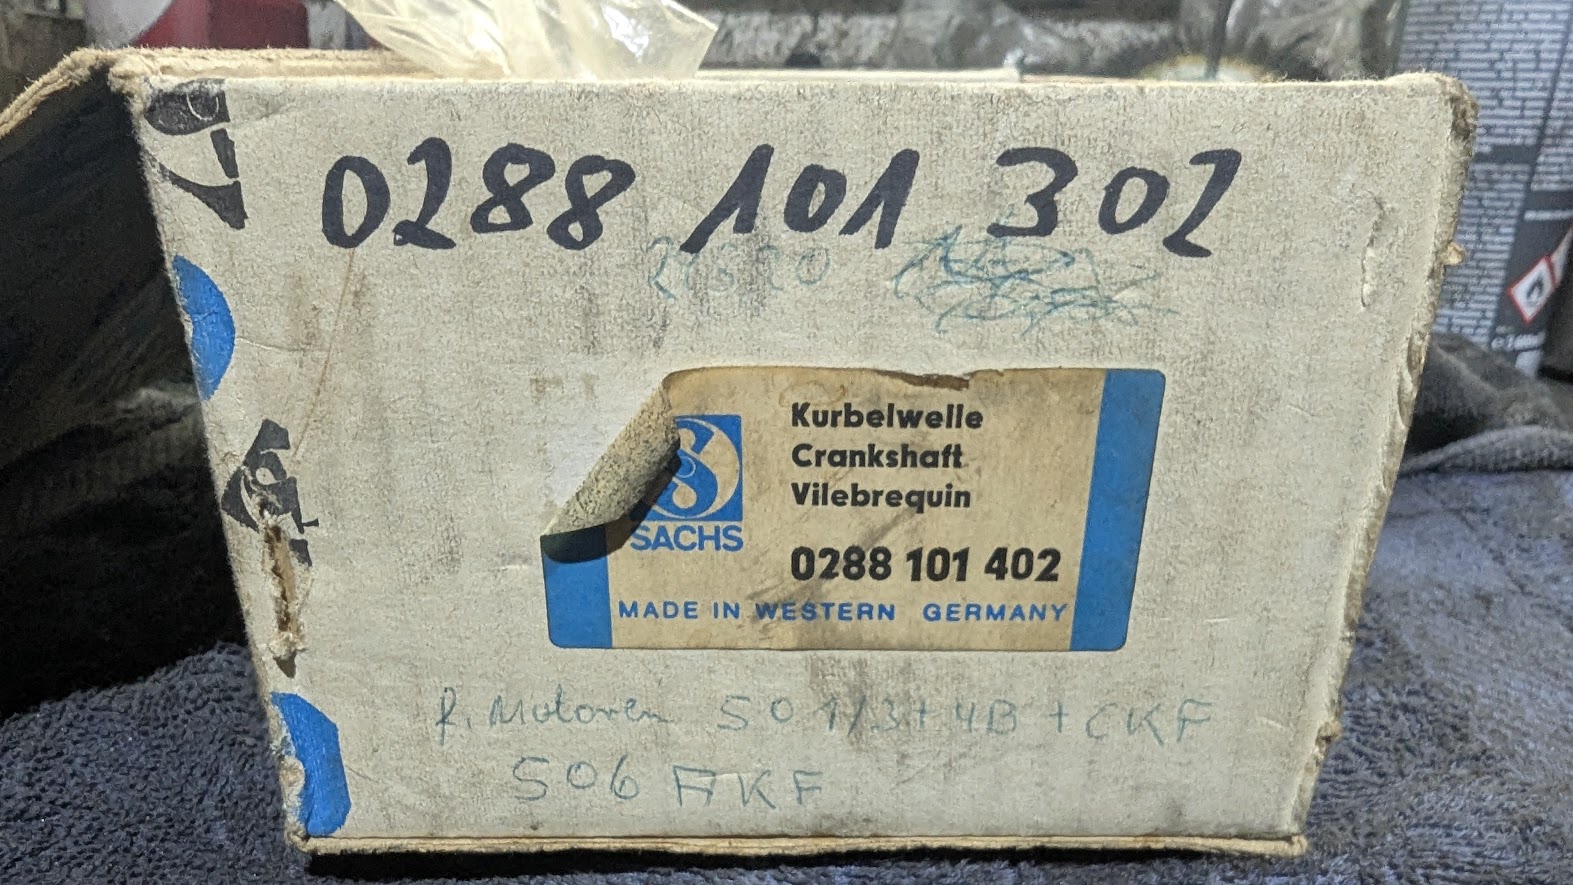 0288 101 302
Kurbelwelle
Crankshaft
Vilebrequin
SACHS
0288 101 402
MADE IN WESTERN GERMANY
Motoren 501/3+4B + CKF
506 AKF